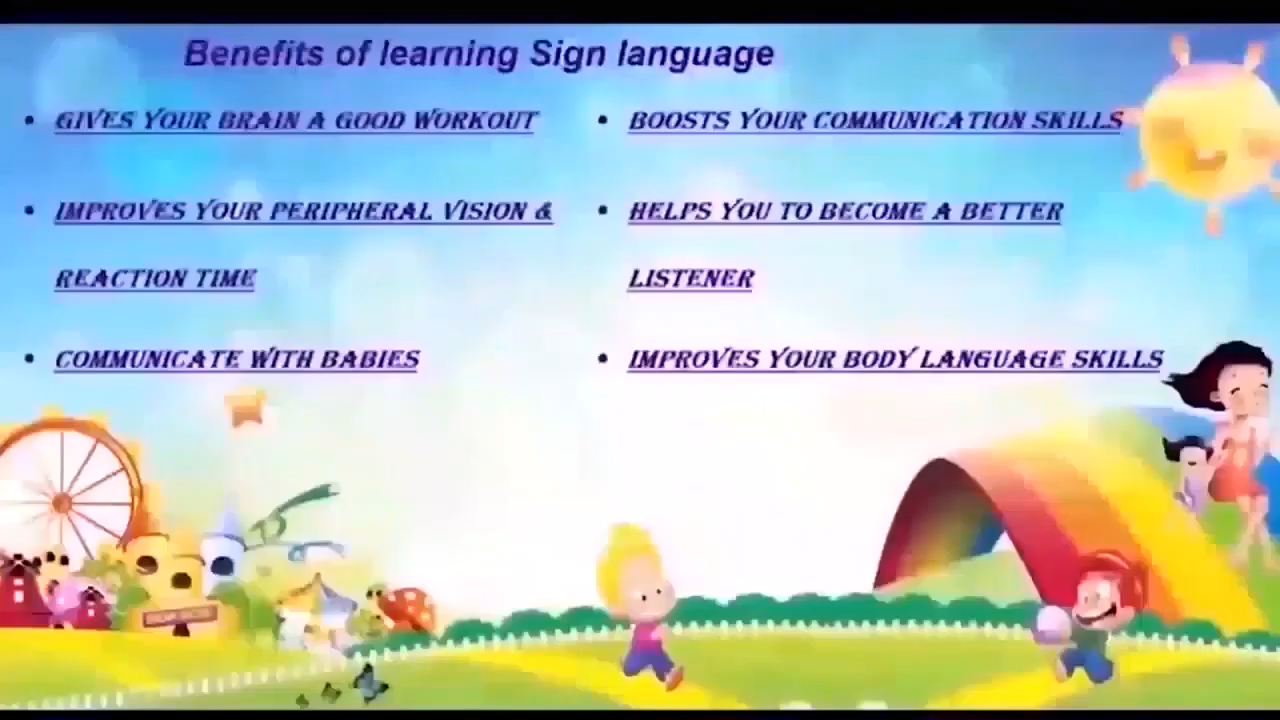 Benefits of learning Sign language
• GIVES YOUR BRAIN A GOOD WORKOUT
• IMPROVES YOUR PERIPHERAL VISION &
REACTION TIME
• COMMUNICATE WITH BABIES
• BOOSTS YOUR COMMUNICATION SKILLS
• HELPS YOU TO BECOME A BETTER
LISTENER
• IMPROVES YOUR BODY LANGUAGE SKILLS